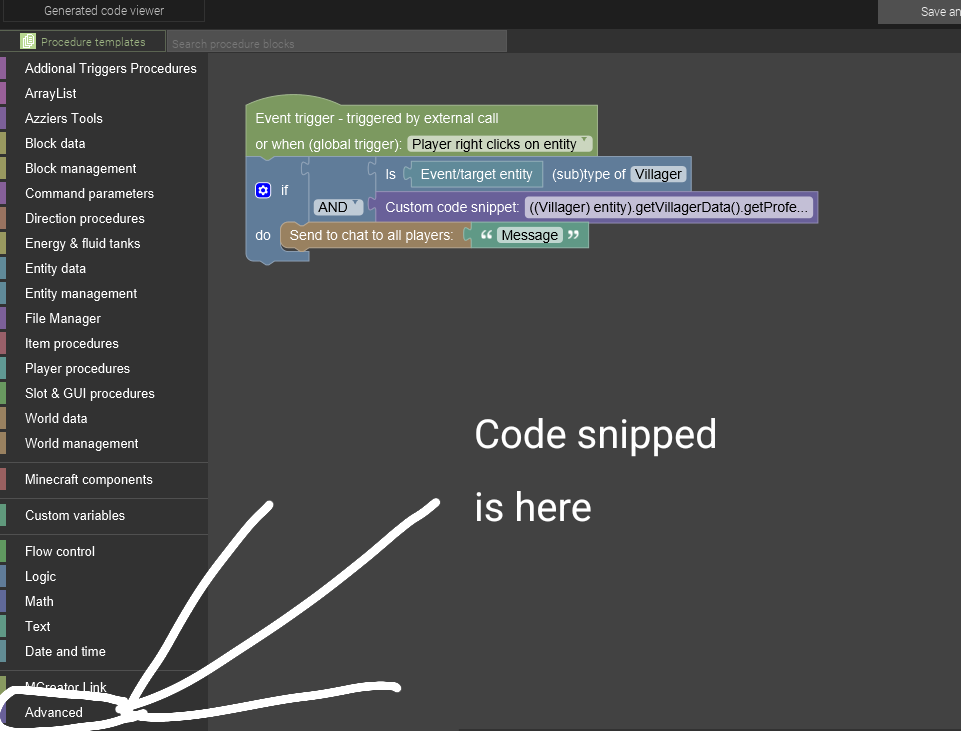 Generated code viewer
Save an
Procedure templates
Search procedure blocks
Addional Triggers Procedures
ArrayList
Azziers Tools
Block data
Block management
Command parameters
Direction procedures
Energy & fluid tanks
Entity data
Entity management
File Manager
Item procedures
Player procedures
Slot & GUI procedures
World data
World management
Minecraft components
Custom variables
Flow control
Logic
Math
Text
Date and time
MCreator Link
Advanced
Event trigger - triggered by external call
or when (global trigger): Player right clicks on entity
if
Is Event/target entity (sub)type of Villager
AND
Custom code snippet: ((Villager) entity).getVillagerData().getProfe...
do Send to chat to all players: “ Message ”
Code snipped
is here